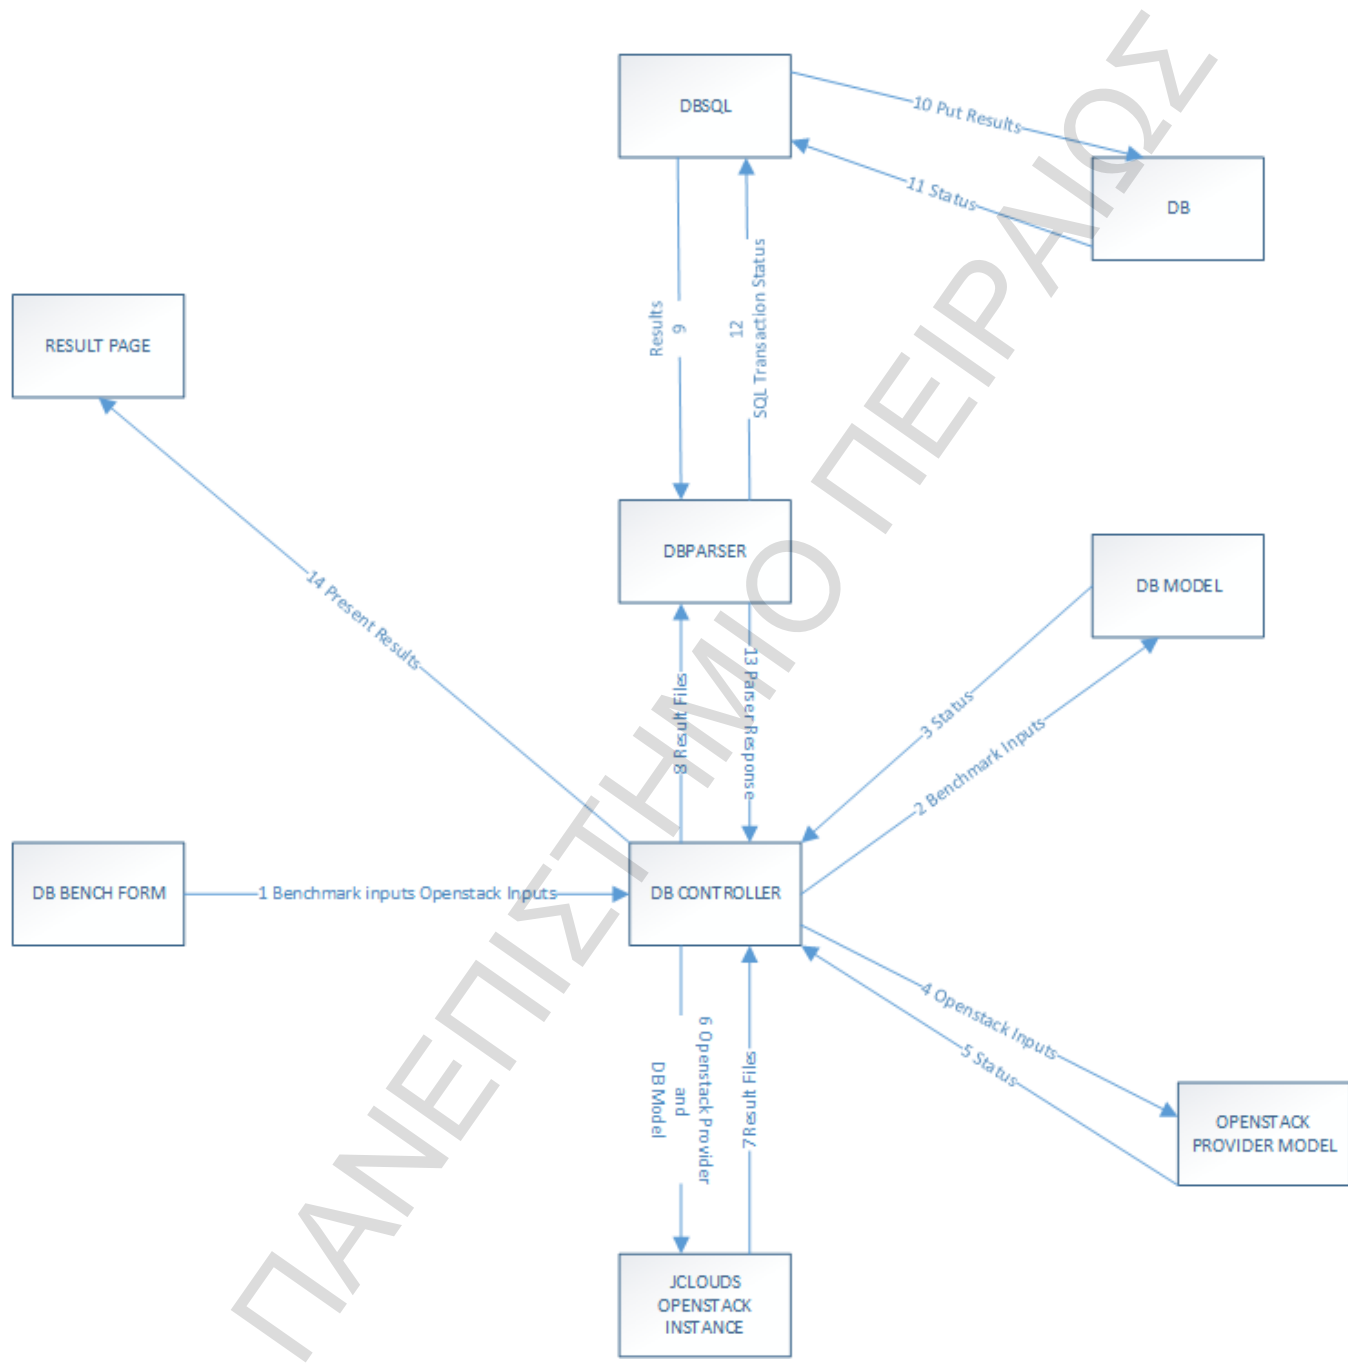 DBSQL
10 Put Results
11 Status
DB
Results
9
12
SQL Transaction Status
RESULT PAGE
DBPARSER
DB MODEL
14 Present Results
8 Result Files
13 Parser Response
3 Status
2 Benchmark Inputs
DB BENCH FORM
1 Benchmark inputs Openstack Inputs
DB CONTROLLER
4 Openstack Inputs
5 Status
6 Openstack Provider
and
DB Model
7 Result Files
OPENSTACK
PROVIDER MODEL
JCLOUDS
OPENSTACK
INSTANCE
ΠΑΝΕΠΙΣΤΗΜΙΟ ΠΕΙΡΑΙΩΣ